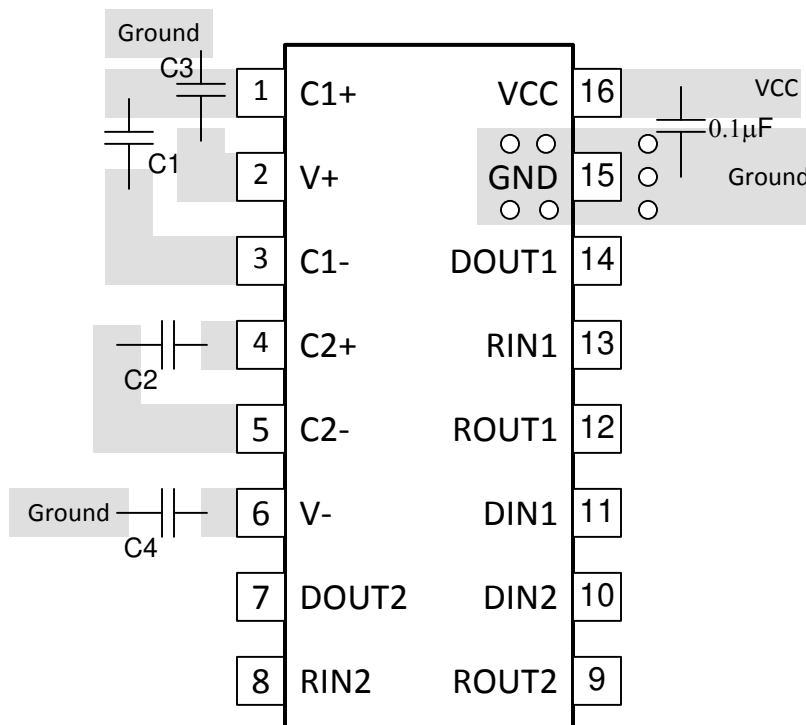 Ground
C3
1 C1+ VCC 16 VCC
C1
0.1µF
2 V+ GND 15 Ground
3 C1- DOUT1 14
4 C2+ RIN1 13
C2
5 C2- ROUT1 12
Ground 6 V- DIN1 11
C4
7 DOUT2 DIN2 10
8 RIN2 ROUT2 9